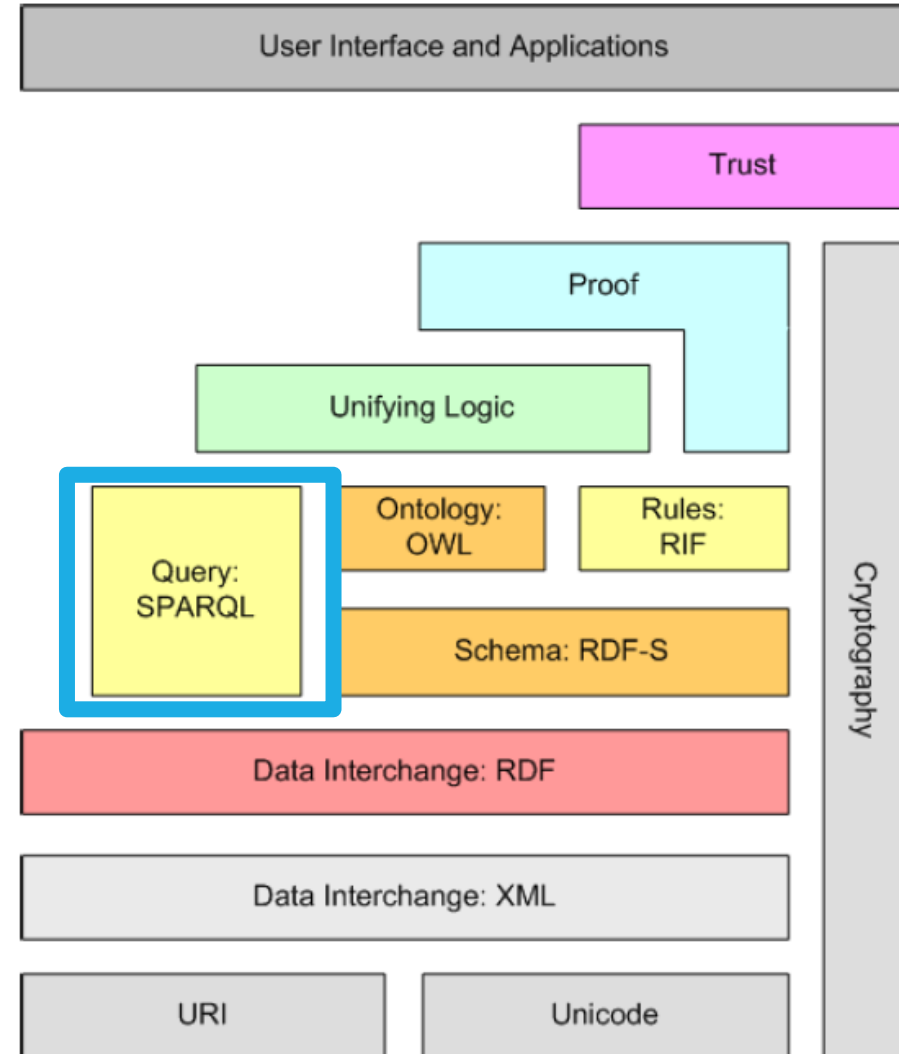 User Interface and Applications
Trust
Proof
Unifying Logic
Query:
SPARQL
Ontology:
OWL
Rules:
RIF
Schema: RDF-S
Cryptography
Data Interchange: RDF
Data Interchange: XML
URI
Unicode